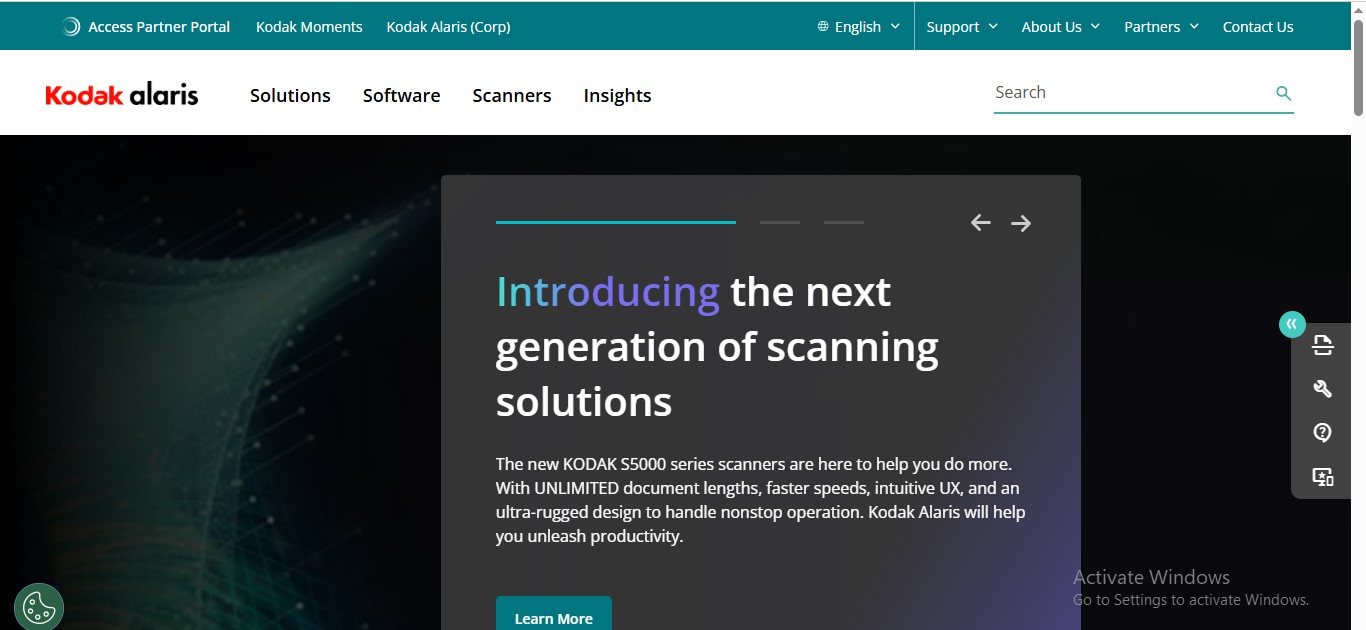 Access Partner Portal Kodak Moments Kodak Alaris (Corp) English Support About Us Partners Contact Us
Kodak alaris Solutions Software Scanners Insights Search
Introducing the next
generation of scanning
solutions
The new KODAK S5000 series scanners are here to help you do more.
With UNLIMITED document lengths, faster speeds, intuitive UX, and an
ultra-rugged design to handle nonstop operation. Kodak Alaris will help
you unleash productivity.
Learn More
Activate Windows
Go to Settings to activate Windows.